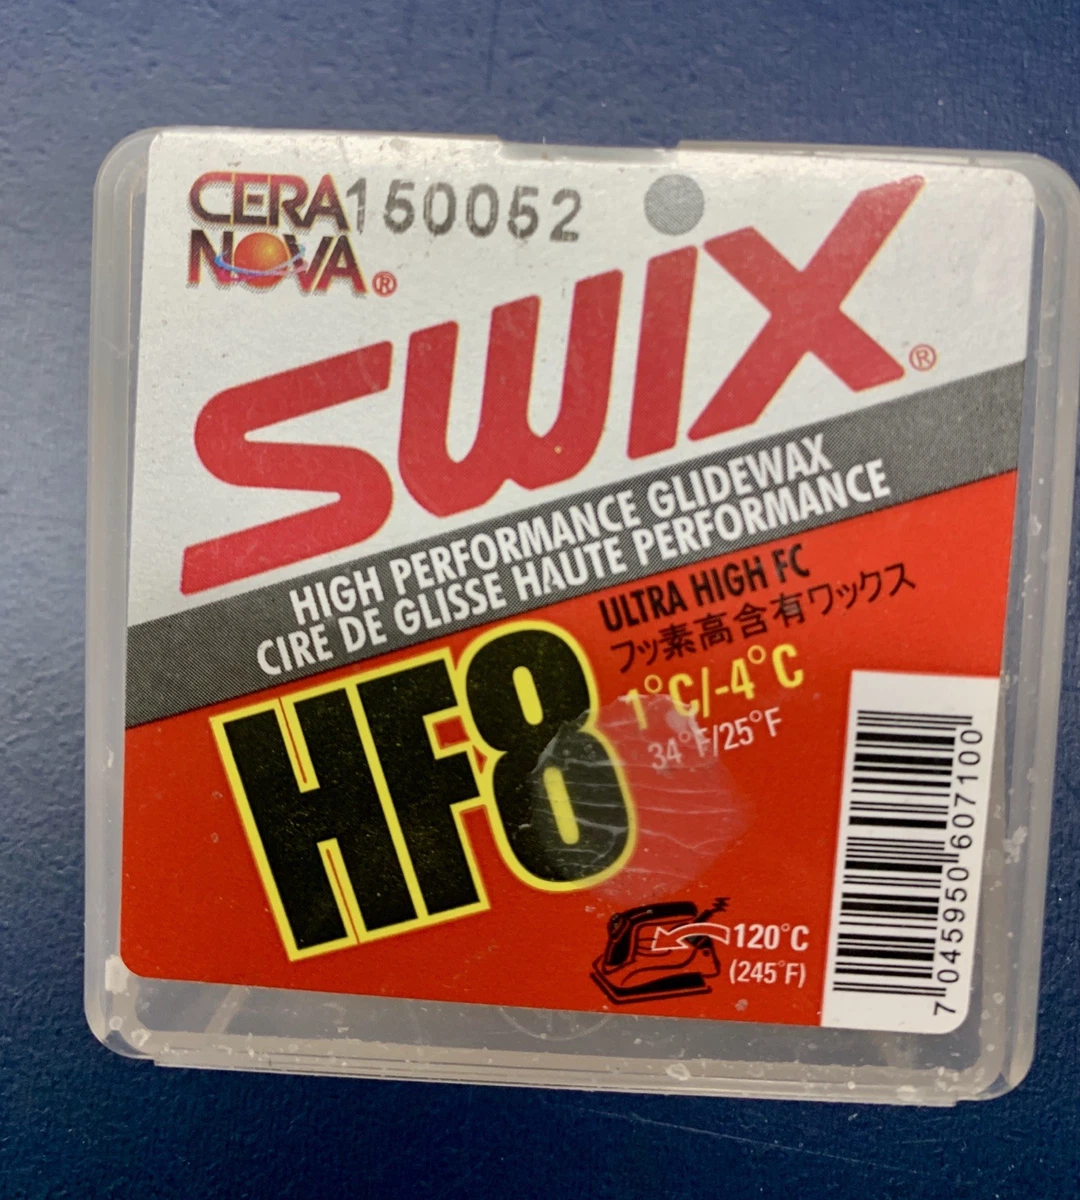 CERA 150052
NOVA®
SWIX®
HIGH PERFORMANCE GLIDEWAX
CIRE DE GLISSE HAUTE PERFORMANCE
ULTRA HIGH FC
フッ素高含有ワックス
HF8
1°C/-4°C
34°F/25°F
120°C
(245°F)
7 045950 607100